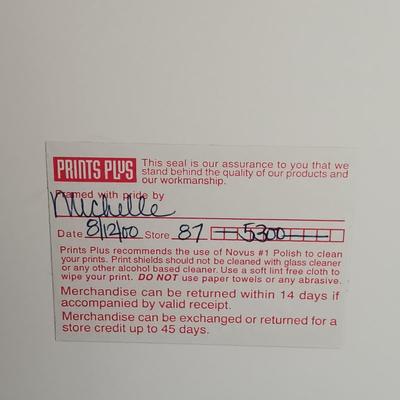 PRINTS PLUS This seal is our assurance to you that we
stand behind the quality of our products and
our workmanship.
Framed with pride by
Michelle
Date 8/12/00 Store 87 5300
Prints Plus recommends the use of Novus #1 Polish to clean
your prints. Print shields should not be cleaned with glass cleaner
or any other alcohol based cleaner. Use a soft lint free cloth to
wipe your print. DO NOT use paper towels or any abrasive.
Merchandise can be returned within 14 days if
accompanied by valid receipt.
Merchandise can be exchanged or returned for a
store credit up to 45 days.